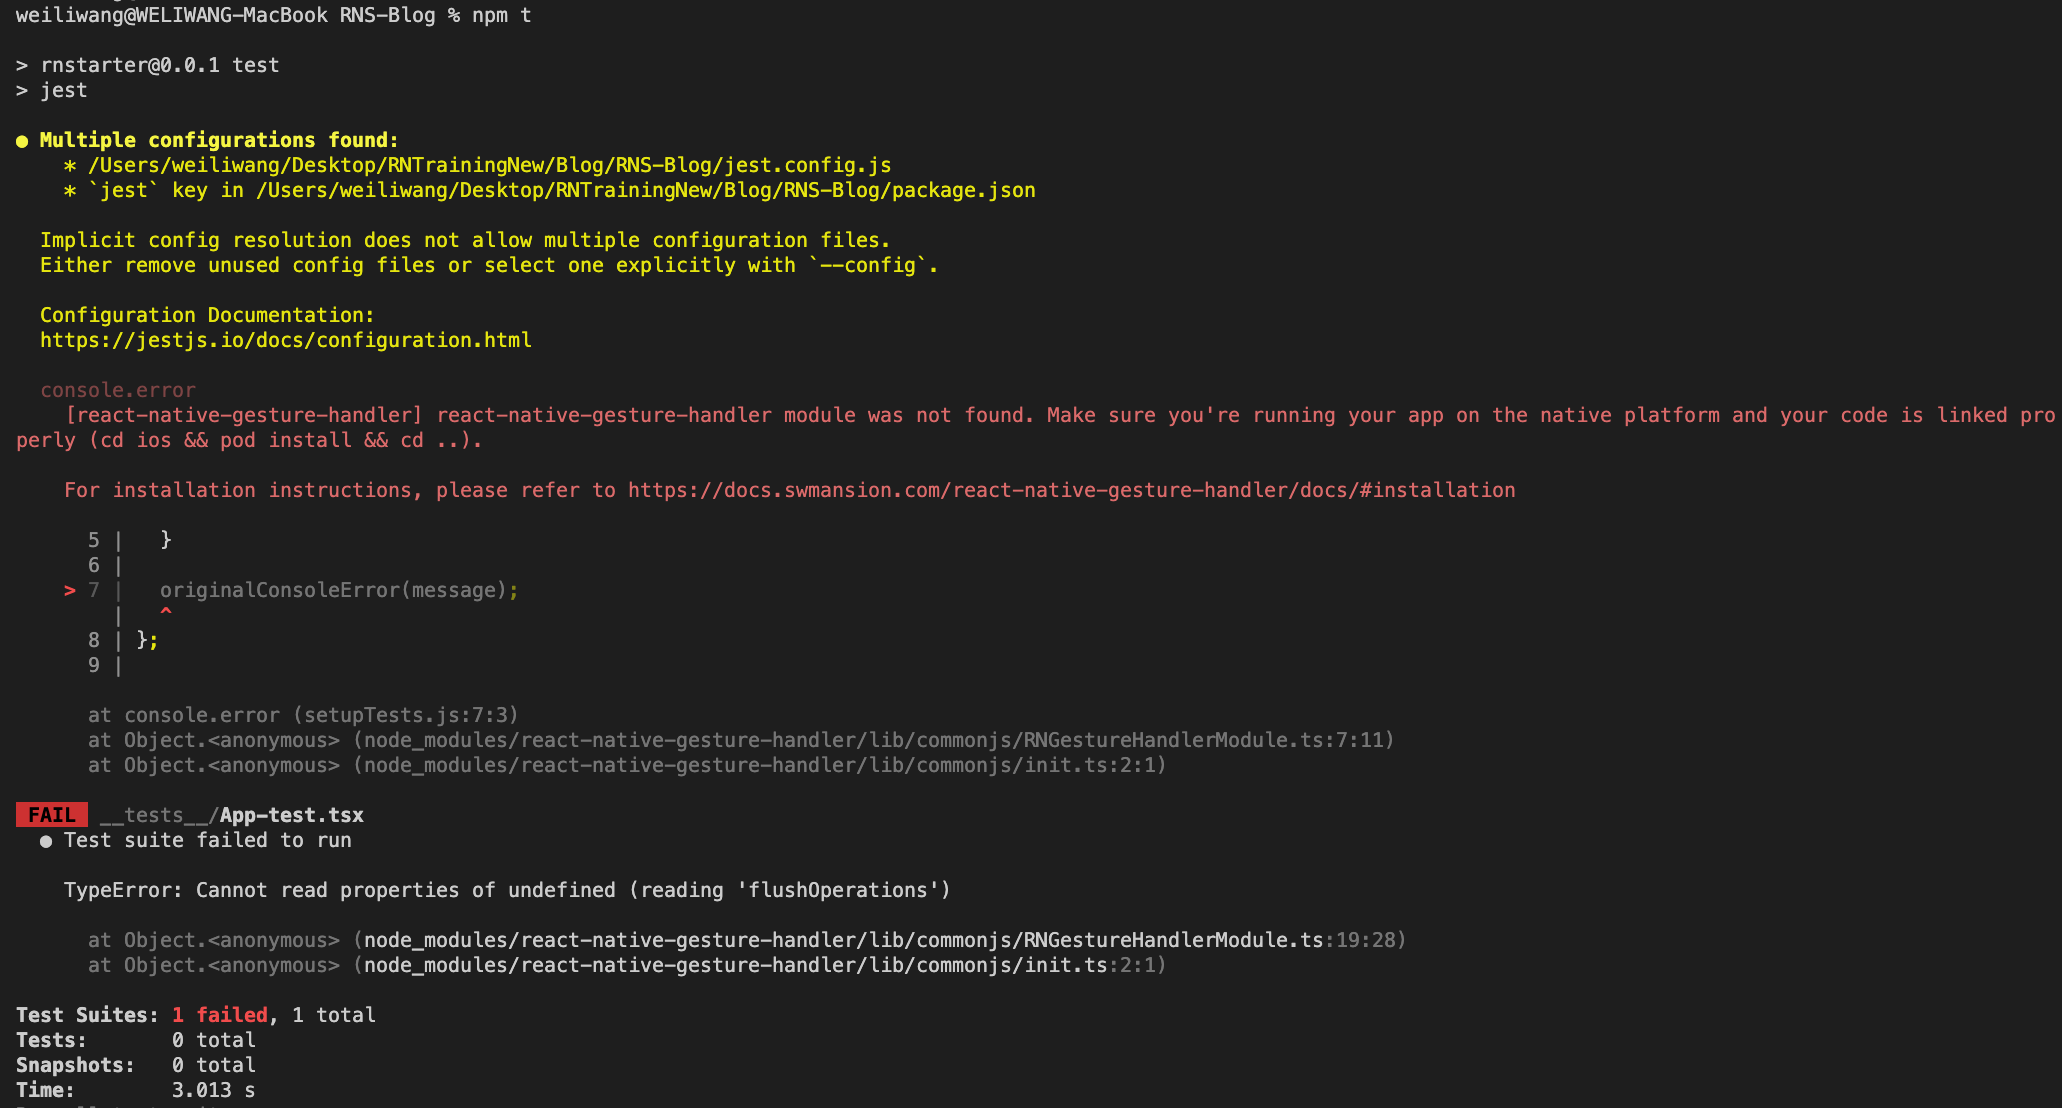 weiliwang@WELIWANG-MacBook RNS-Blog % npm t
> rnstarter@0.0.1 test
> jest
● Multiple configurations found:
* /Users/weiliwang/Desktop/RNTrainingNew/Blog/RNS-Blog/jest.config.js
* `jest` key in /Users/weiliwang/Desktop/RNTrainingNew/Blog/RNS-Blog/package.json
Implicit config resolution does not allow multiple configuration files.
Either remove unused config files or select one explicitly with `--config`.
Configuration Documentation:
https://jestjs.io/docs/configuration.html
console.error
[react-native-gesture-handler] react-native-gesture-handler module was not found. Make sure you're running your app on the native platform and your code is linked pro
perly (cd ios && pod install && cd ..).
For installation instructions, please refer to https://docs.swmansion.com/react-native-gesture-handler/docs/#installation
5 |   }
6 |
> 7 |   originalConsoleError(message);
|   ^
8 | };
9 |
at console.error (setupTests.js:7:3)
at Object.<anonymous> (node_modules/react-native-gesture-handler/lib/commonjs/RNGestureHandlerModule.ts:7:11)
at Object.<anonymous> (node_modules/react-native-gesture-handler/lib/commonjs/init.ts:2:1)
FAIL __tests__/App-test.tsx
● Test suite failed to run
TypeError: Cannot read properties of undefined (reading 'flushOperations')
at Object.<anonymous> (node_modules/react-native-gesture-handler/lib/commonjs/RNGestureHandlerModule.ts:19:28)
at Object.<anonymous> (node_modules/react-native-gesture-handler/lib/commonjs/init.ts:2:1)
Test Suites: 1 failed, 1 total
Tests:       0 total
Snapshots:   0 total
Time:        3.013 s